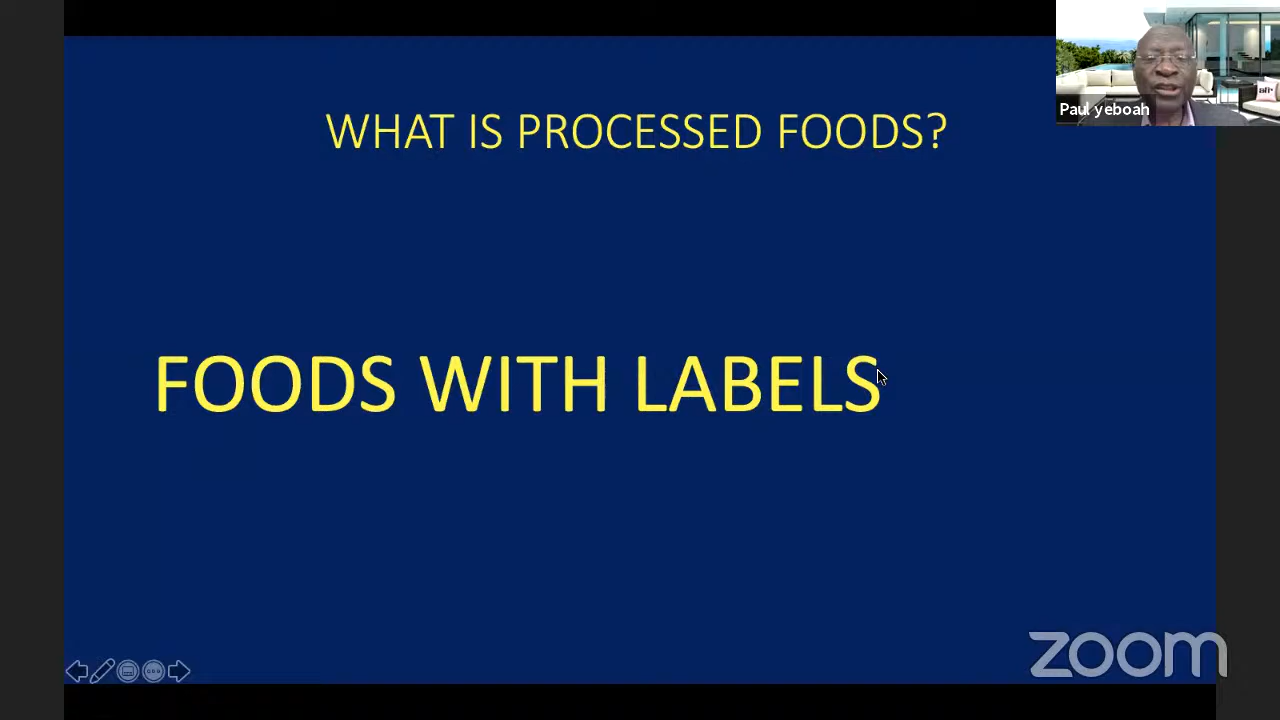 Paul yeboah
WHAT IS PROCESSED FOODS?
FOODS WITH LABELS
zoom